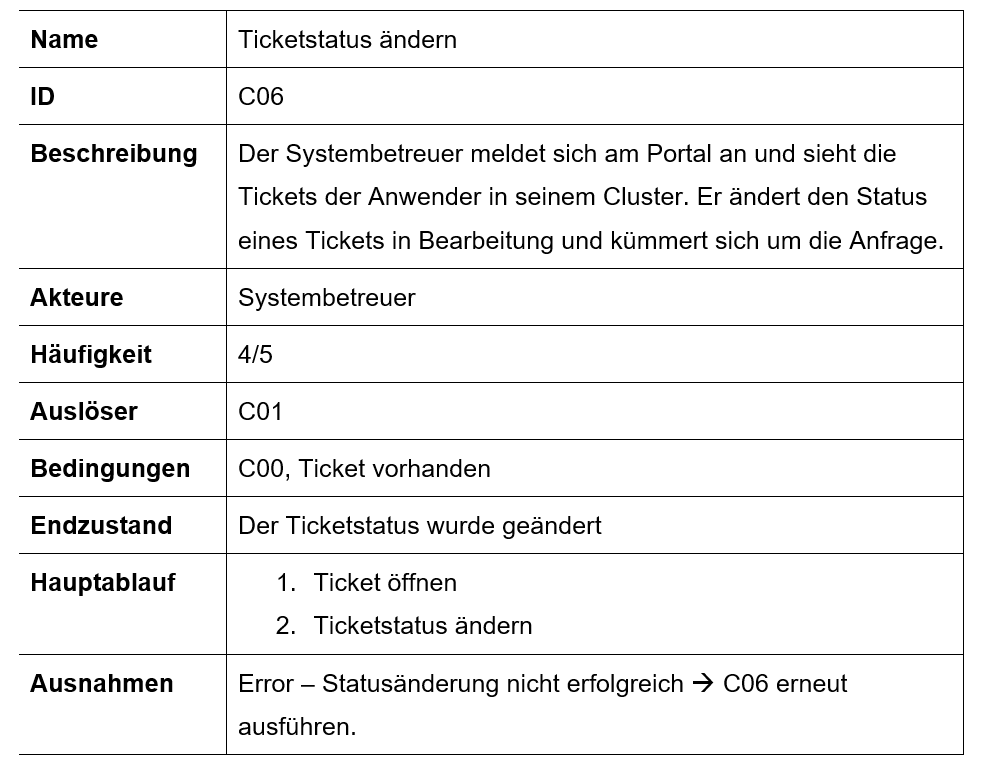 Name Ticketstatus ändern
ID C06
Beschreibung Der Systembetreuer meldet sich am Portal an und sieht die
Tickets der Anwender in seinem Cluster. Er ändert den Status
eines Tickets in Bearbeitung und kümmert sich um die Anfrage.
Akteure Systembetreuer
Häufigkeit 4/5
Auslöser C01
Bedingungen C00, Ticket vorhanden
Endzustand Der Ticketstatus wurde geändert
Hauptablauf 1. Ticket öffnen
2. Ticketstatus ändern
Ausnahmen Error – Statusänderung nicht erfolgreich → C06 erneut
ausführen.